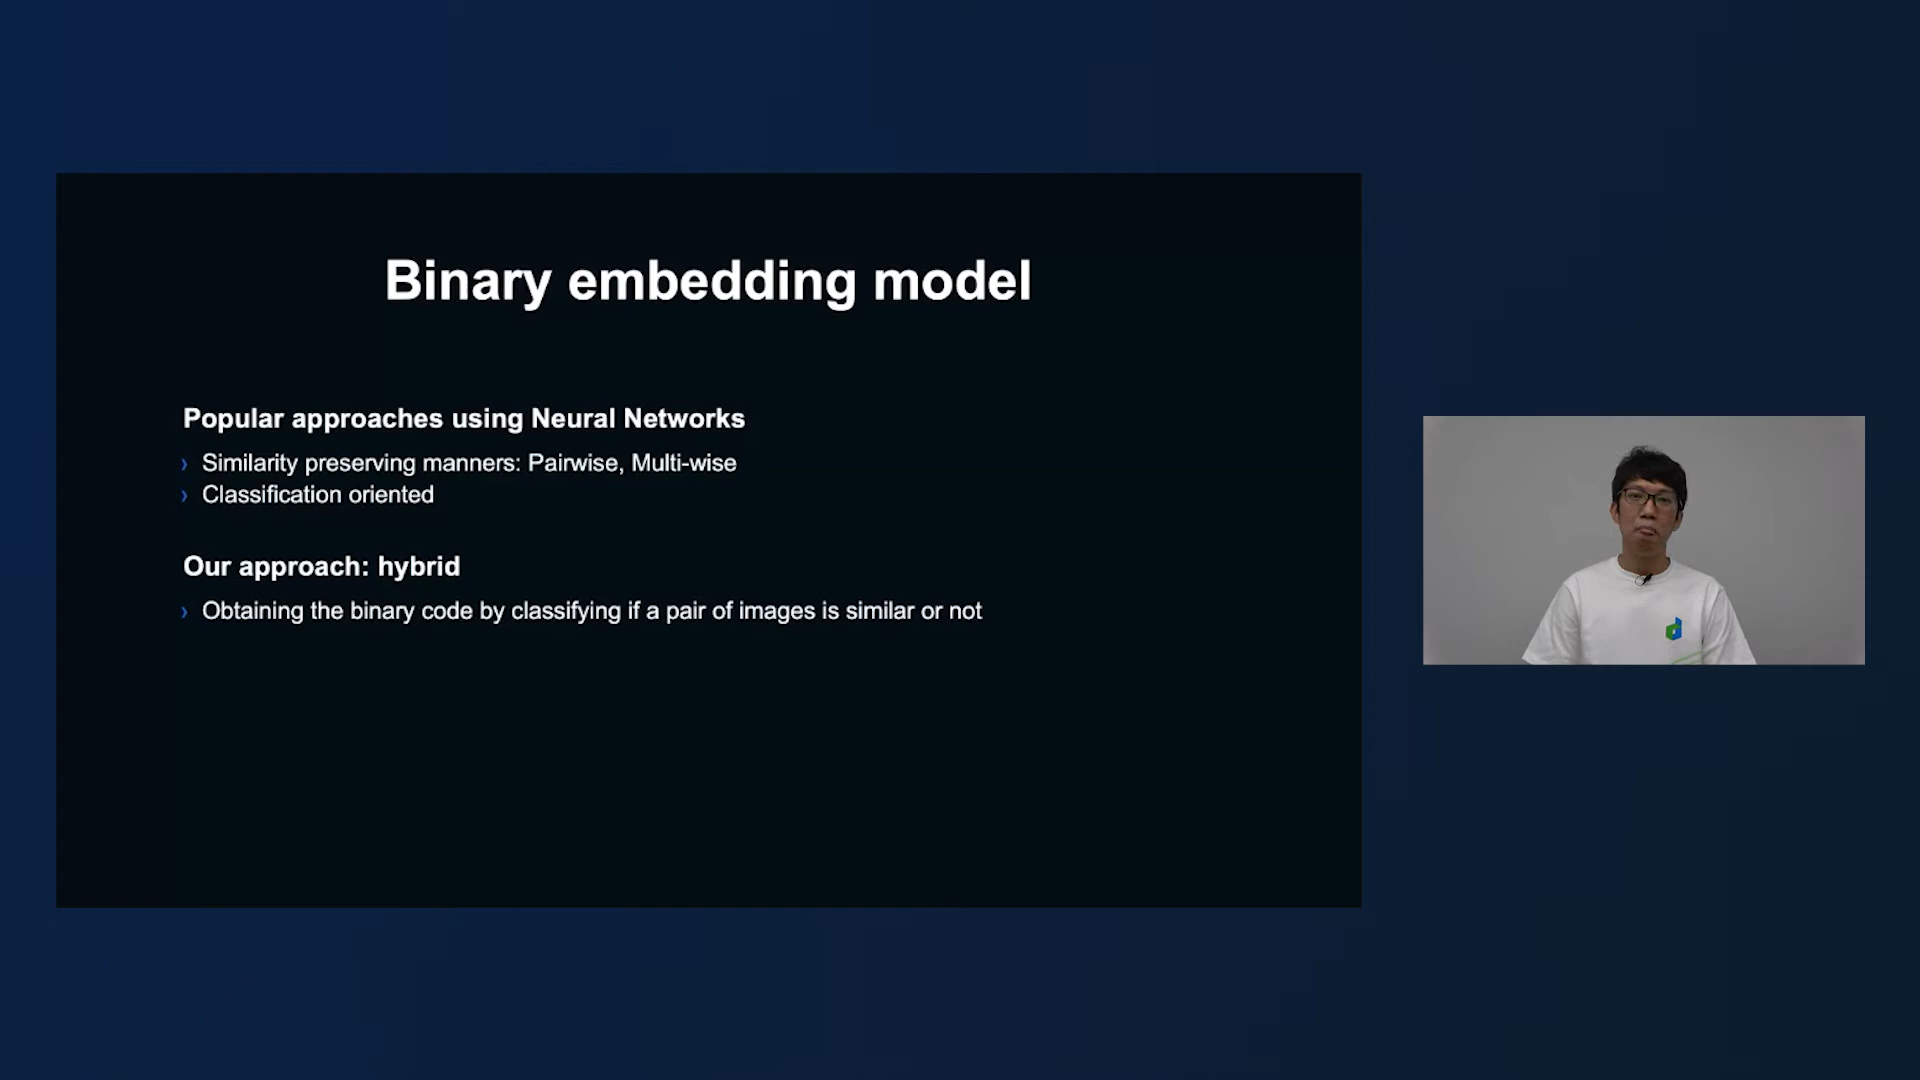 Binary embedding model
Popular approaches using Neural Networks
› Similarity preserving manners: Pairwise, Multi-wise
› Classification oriented
Our approach: hybrid
› Obtaining the binary code by classifying if a pair of images is similar or not